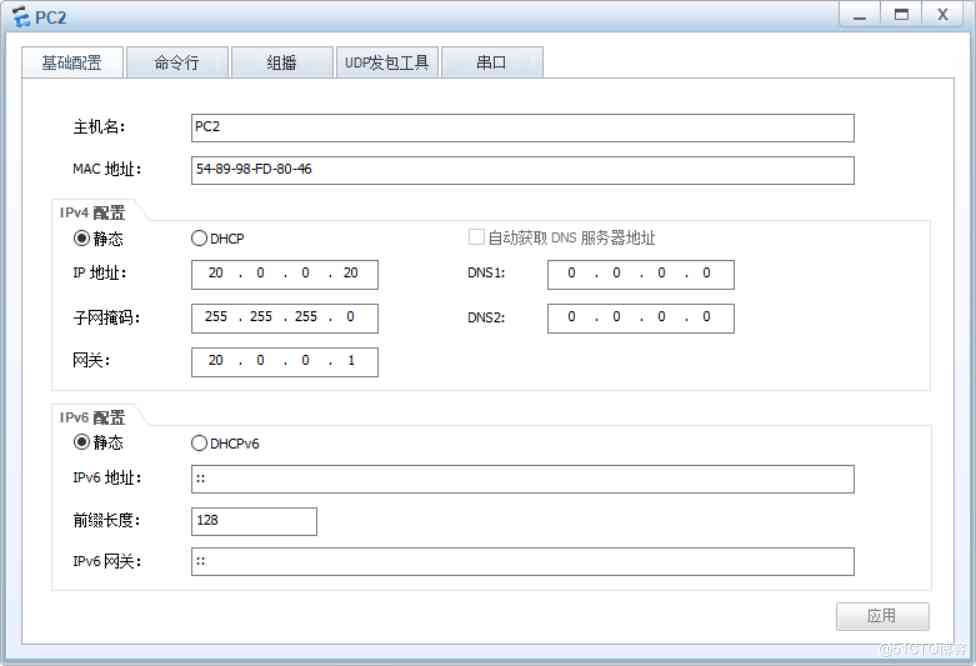 PC2
X
基础配置 命令行 组播 UDP发包工具 串口
主机名: PC2
MAC 地址: 54-89-98-FD-80-46
IPv4 配置
静态 DHCP 自动获取 DNS 服务器地址
IP 地址: 20 . 0 . 0 . 20 DNS1: 0 . 0 . 0 . 0
子网掩码: 255 . 255 . 255 . 0 DNS2: 0 . 0 . 0 . 0
网关: 20 . 0 . 0 . 1
IPv6 配置
静态 DHCPv6
IPv6 地址: ::
前缀长度: 128
IPv6 网关: ::
应用
@51CTO博客